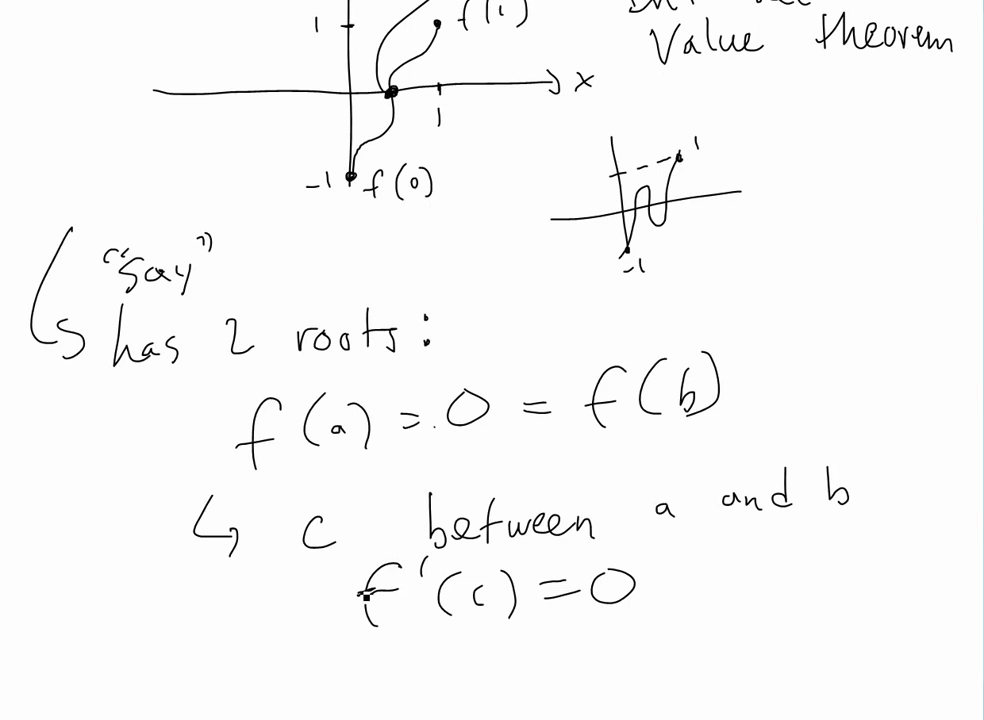 1
f(1)
Value theorem
x
1
-1
f(0)
1
-1
"say"
has 2 roots:
f(a) = 0 = f(b)
c between a and b
f'(c) = 0